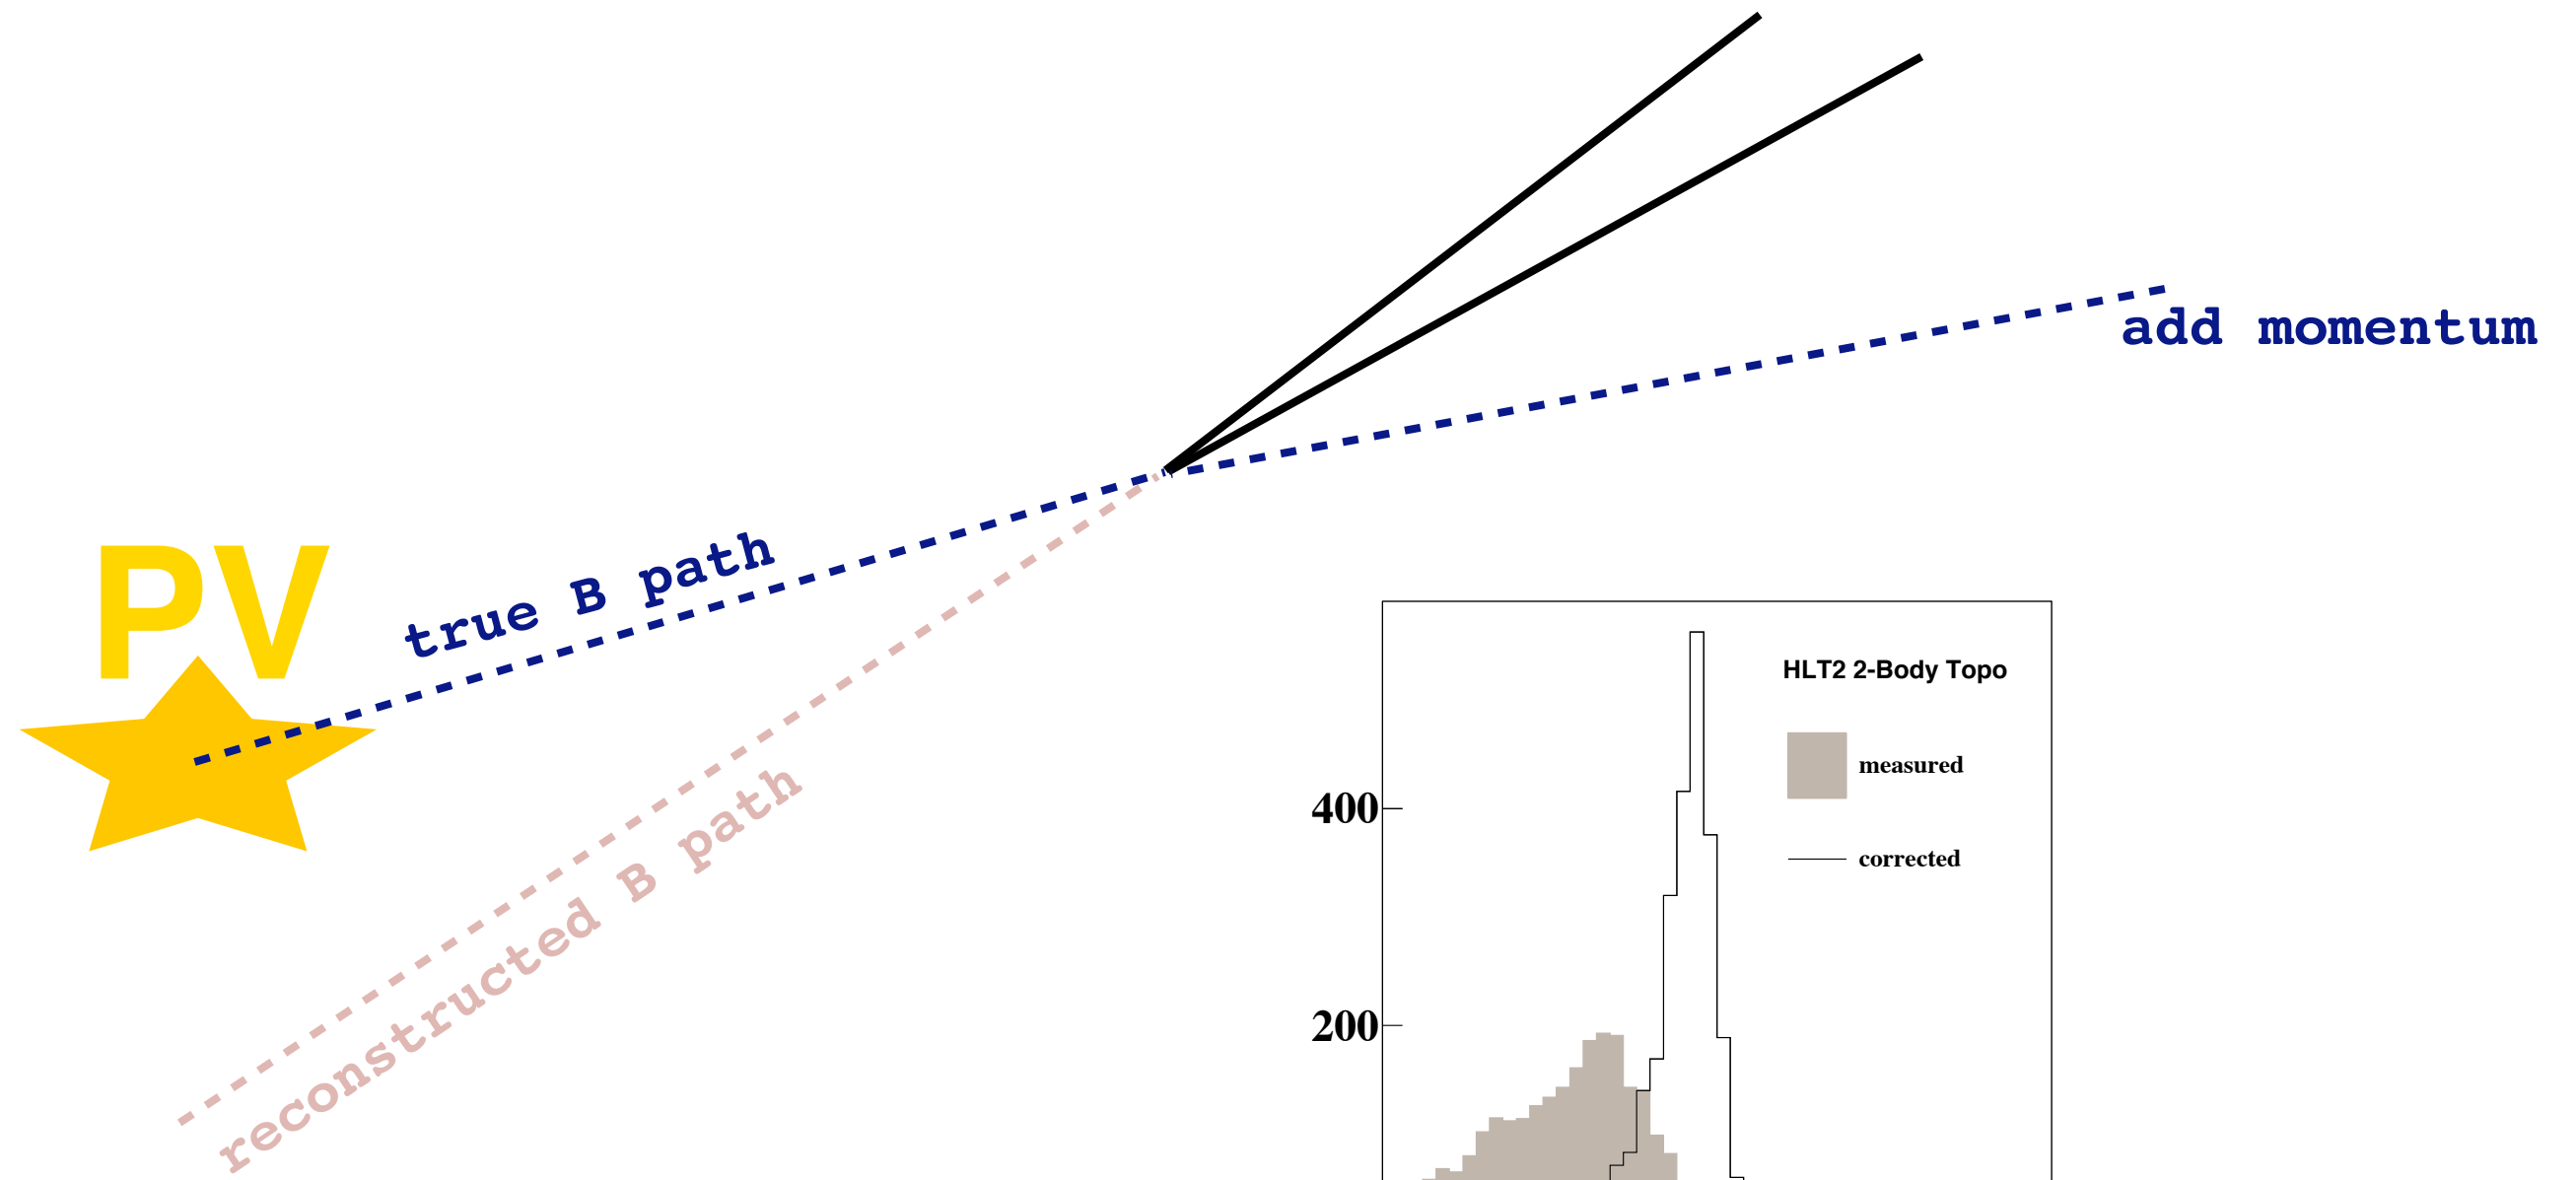 add momentum
PV
true B path
reconstructed B path
HLT2 2-Body Topo
measured
400
corrected
200